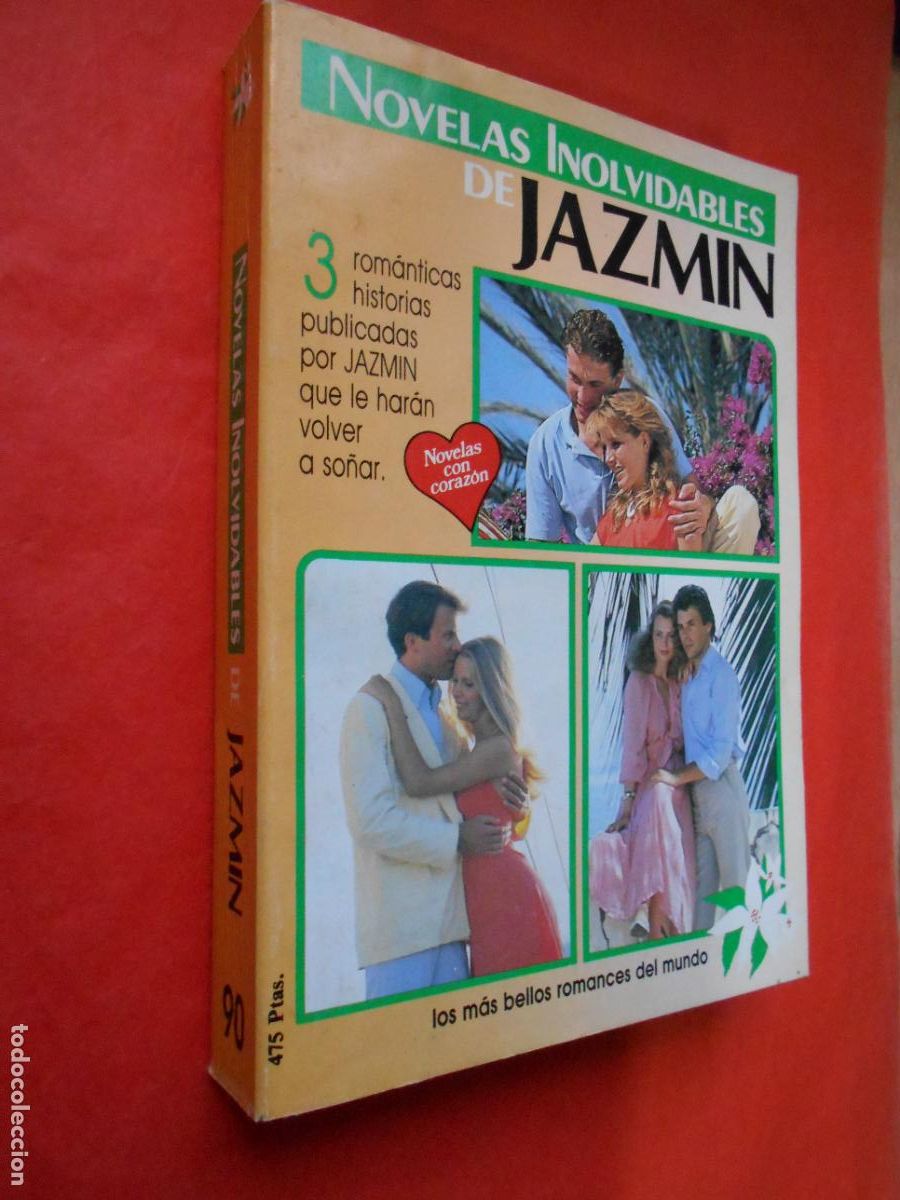 NOVELAS INOLVIDABLES
DE JAZMIN
3 románticas
historias
publicadas
por JAZMIN
que le harán
volver
a soñar.
Novelas
con
corazón
los más bellos romances del mundo
475 Ptas.
NOVELAS INOLVIDABLES DE JAZMIN 90
todocoleccion